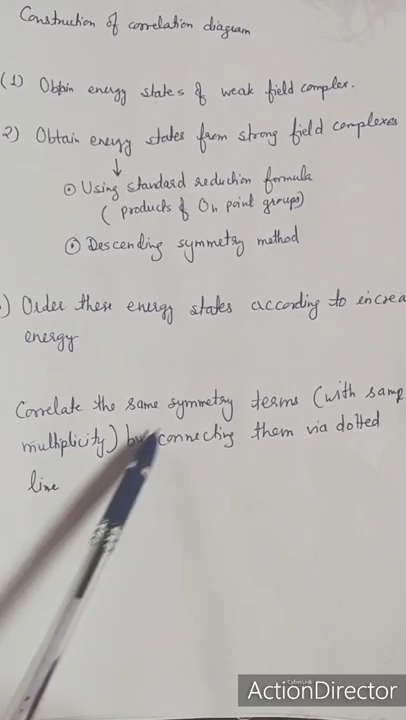 Construction of correlation diagram
(1) Obtain energy states of weak field complex.
2) Obtain energy states from strong field complexes
↓
⊙ Using standard reduction formula
( products of Oh point groups)
⊙ Descending symmetry method
) Order these energy states according to increa
energy
Correlate the same symmetry terms (with same
multiplicity) by connecting them via dotted
line
CyberLink
ActionDirector